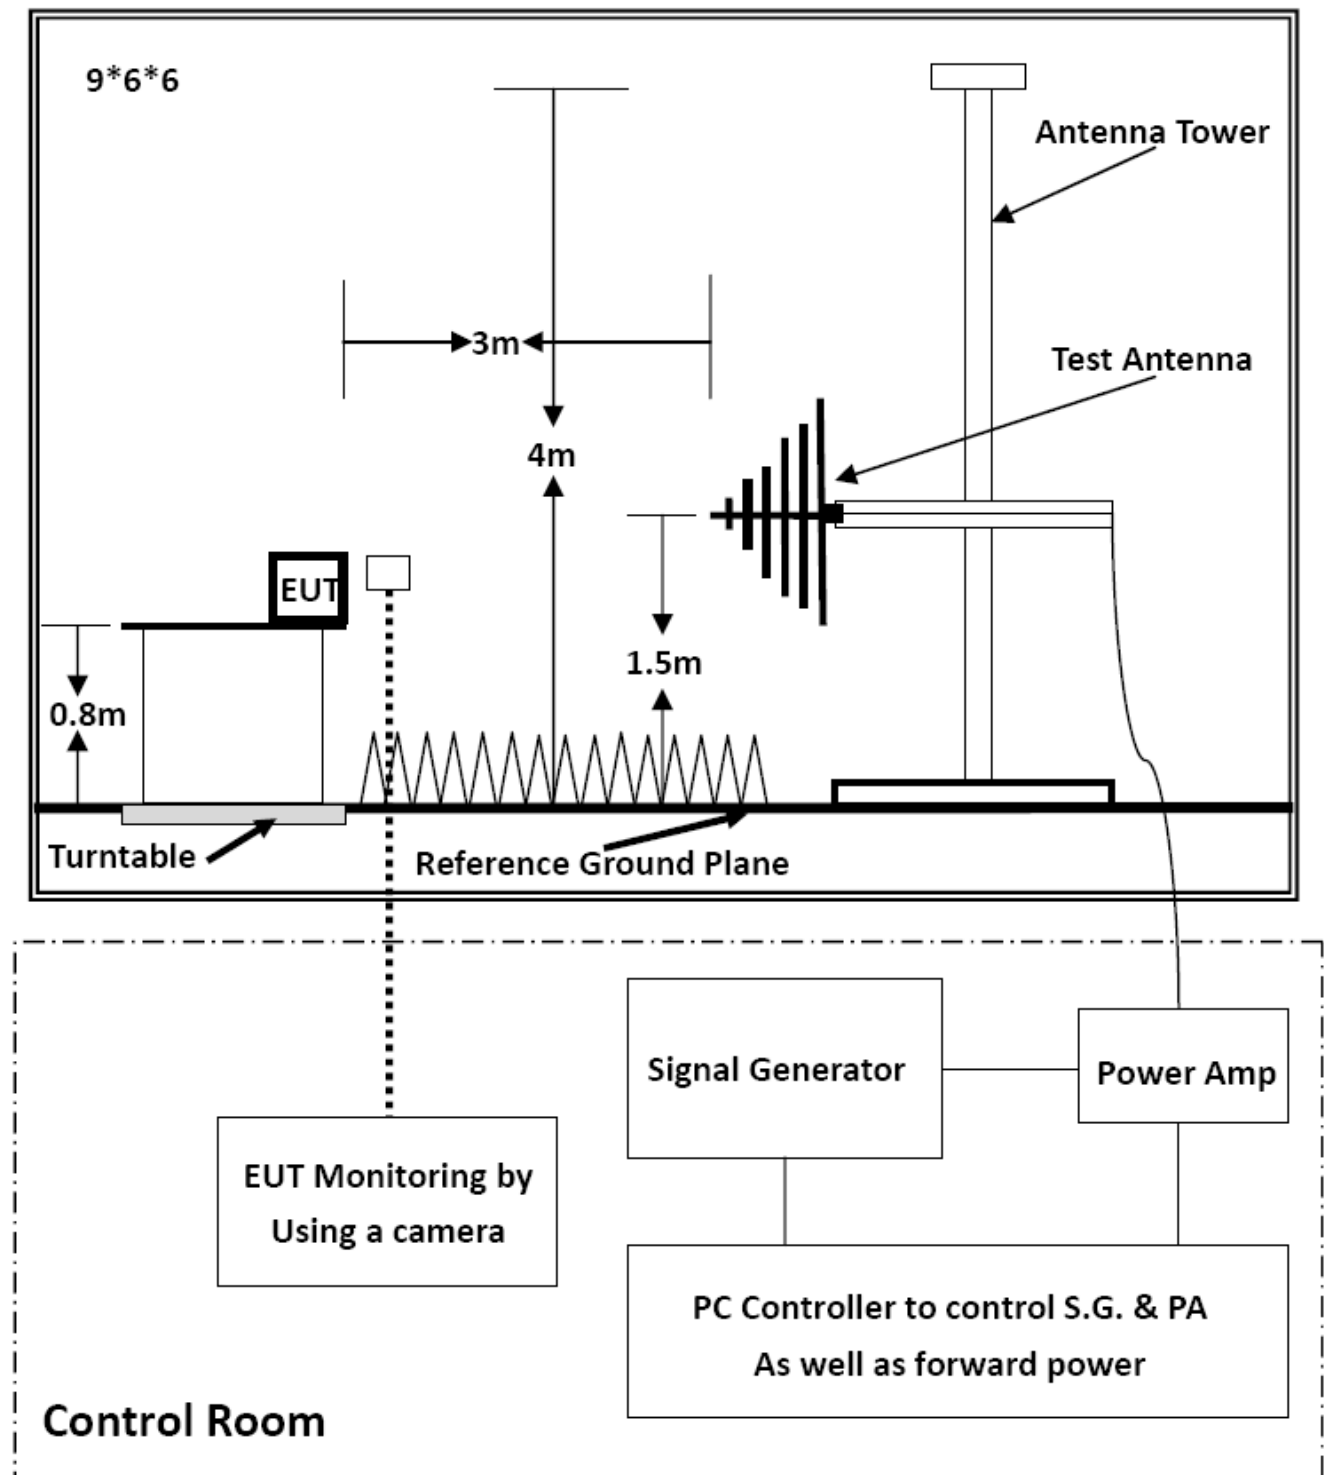 9*6*6
Antenna Tower
3m
Test Antenna
4m
EUT
1.5m
0.8m
Turntable
Reference Ground Plane
Signal Generator
Power Amp
EUT Monitoring by
Using a camera
PC Controller to control S.G. & PA
As well as forward power
Control Room